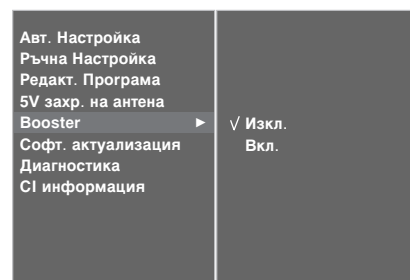 Авт. Настройка
Ръчна Настройка
Редакт. Програма
5V захр. на антена
Booster ►
√ Изкл.
Софт. актуализация
Вкл.
Диагностика
CI информация